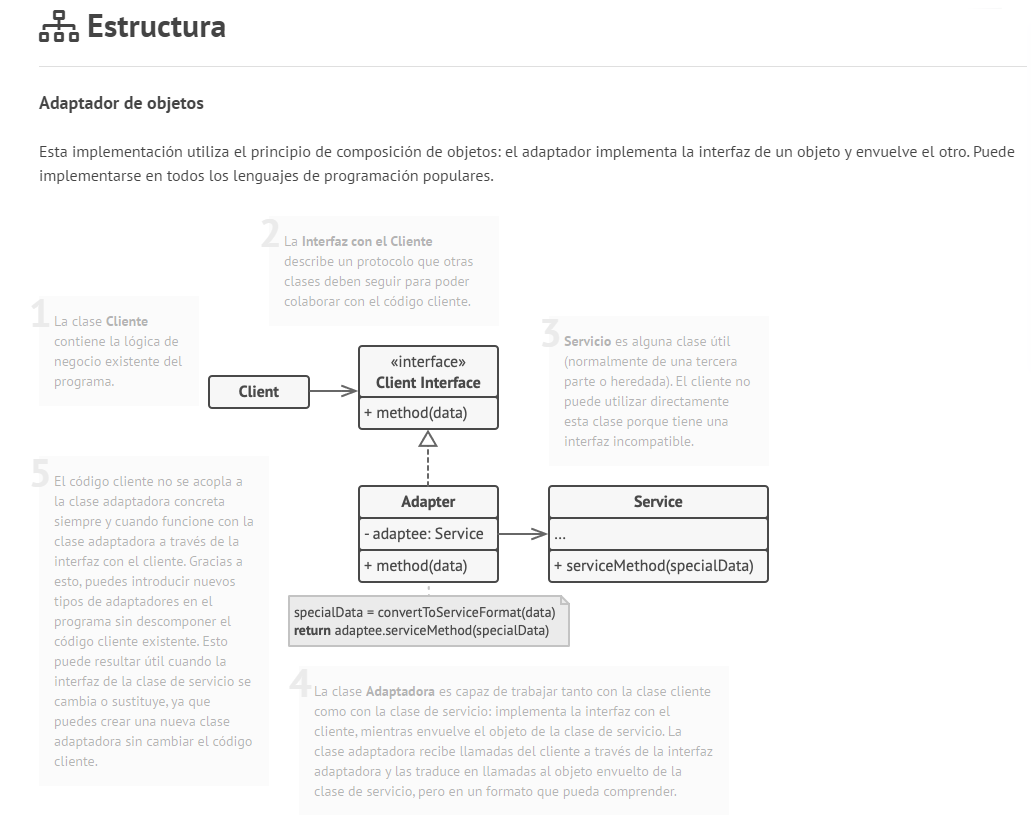 Estructura
Adaptador de objetos
Esta implementación utiliza el principio de composición de objetos: el adaptador implementa la interfaz de un objeto y envuelve el otro. Puede
implementarse en todos los lenguajes de programación populares.
1
La clase Cliente
contiene la lógica de
negocio existente del
programa.
2
La Interfaz con el Cliente
describe un protocolo que otras
clases deben seguir para poder
colaborar con el código cliente.
3
Servicio es alguna clase útil
(normalmente de una tercera
parte o heredada). El cliente no
puede utilizar directamente
esta clase porque tiene una
interfaz incompatible.
Client
«interface»
Client Interface
+ method(data)
Adapter
- adaptee: Service
+ method(data)
Service
...
+ serviceMethod(specialData)
specialData = convertToServiceFormat(data)
return adaptee.serviceMethod(specialData)
4
La clase Adaptadora es capaz de trabajar tanto con la clase cliente
como con la clase de servicio: implementa la interfaz con el
cliente, mientras envuelve el objeto de la clase de servicio. La
clase adaptadora recibe llamadas del cliente a través de la interfaz
adaptadora y las traduce en llamadas al objeto envuelto de la
clase de servicio, pero en un formato que pueda comprender.
5
El código cliente no se acopla a
la clase adaptadora concreta
siempre y cuando funcione con la
clase adaptadora a través de la
interfaz con el cliente. Gracias a
esto, puedes introducir nuevos
tipos de adaptadores en el
programa sin descomponer el
código cliente existente. Esto
puede resultar útil cuando la
interfaz de la clase de servicio se
cambia o sustituye, ya que
puedes crear una nueva clase
adaptadora sin cambiar el código
cliente.